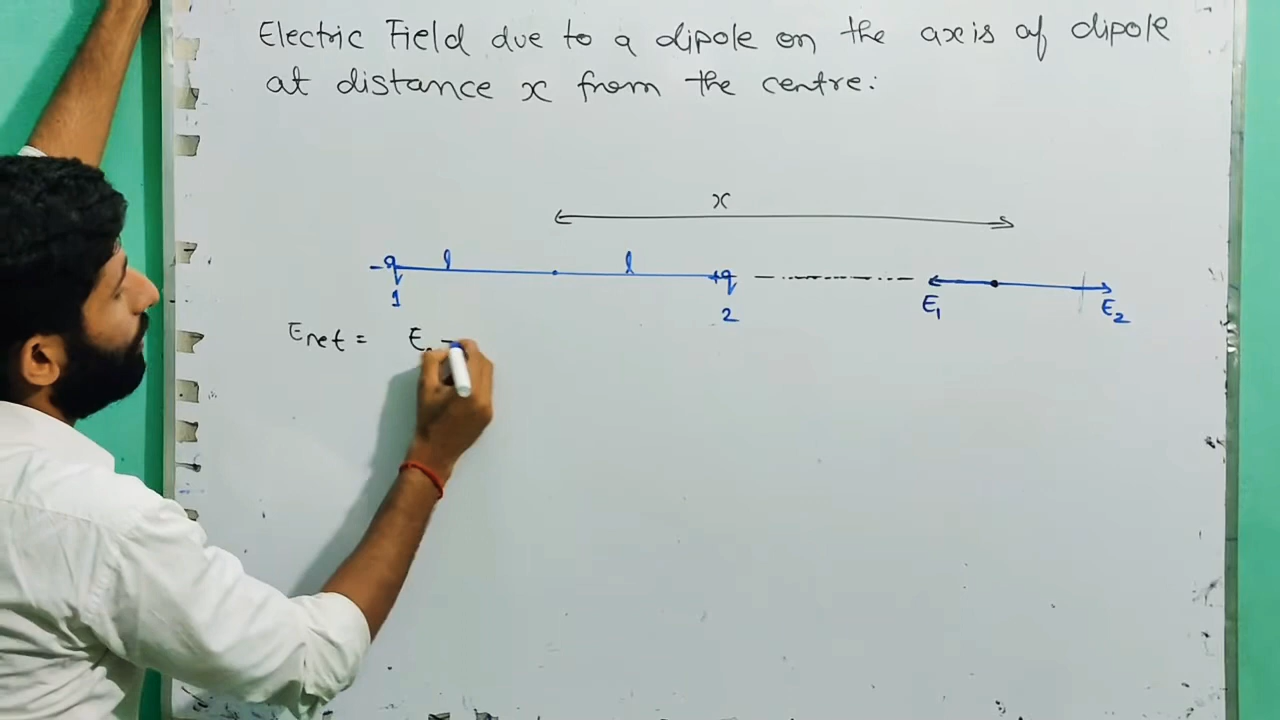 Electric Field due to a dipole on the axis of dipole
at distance x from the centre:
x
-q l l +q
1 2 E₁ E₂
Enet = E